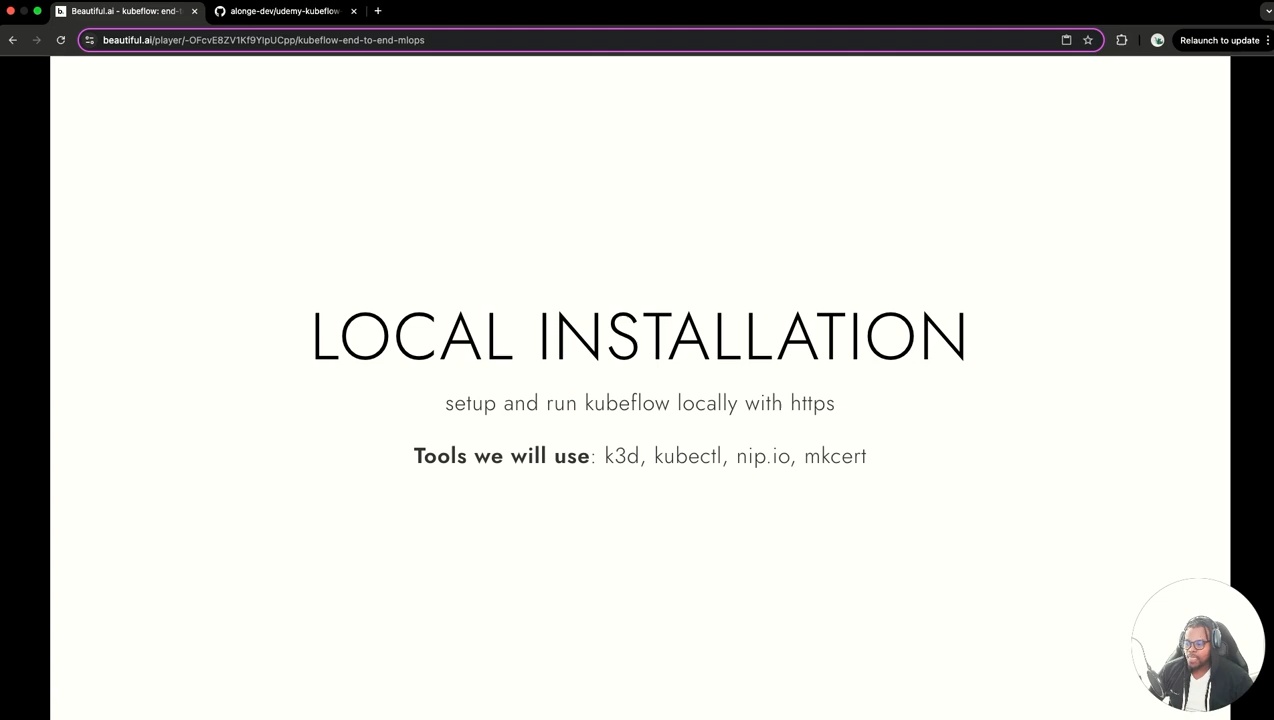 b. Beautiful.ai - kubeflow: end-
alonge-dev/udemy-kubeflow-
beautiful.ai/player/-OFcvE8ZV1Kf9YlpUCpp/kubeflow-end-to-end-mlops
Relaunch to update
LOCAL INSTALLATION
setup and run kubeflow locally with https
Tools we will use: k3d, kubectl, nip.io, mkcert